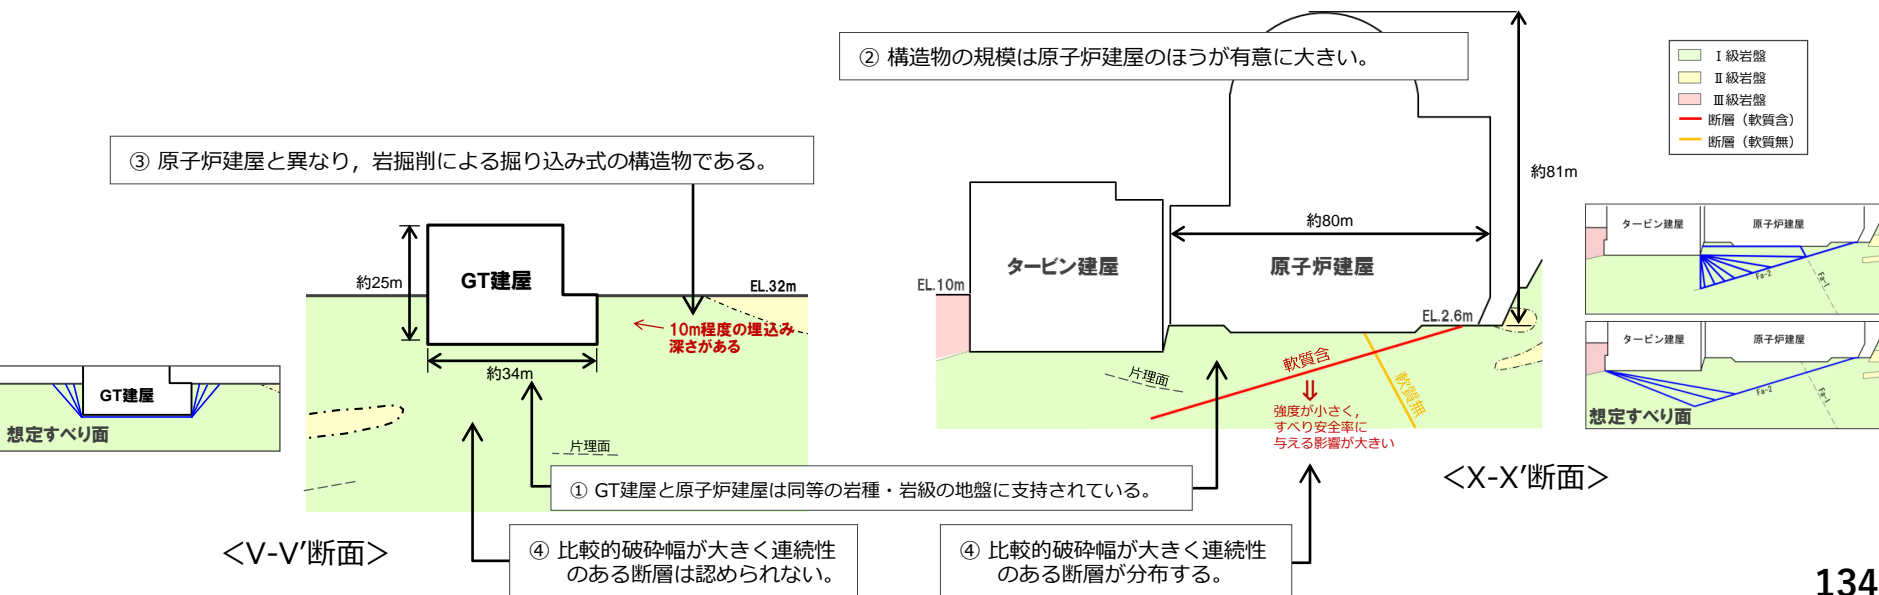 ② 構造物の規模は原子炉建屋のほうが有意に大きい。
③ 原子炉建屋と異なり，岩掘削による掘り込み式の構造物である。
Ⅰ級岩盤
Ⅱ級岩盤
Ⅲ級岩盤
断層（軟質含）
断層（軟質無）
約25m
GT建屋
EL.32m
10m程度の埋込み
深さがある
約34m
片理面
GT建屋
想定すべり面
<V-V’断面>
約81m
約80m
タービン建屋
原子炉建屋
EL.10m
EL.2.6m
片理面
軟質含
軟質無
⇓
強度が小さく，
すべり安全率に
与える影響が大きい
<X-X’断面>
タービン建屋
原子炉建屋
Fa-2
Fa-1
タービン建屋
原子炉建屋
Fa-2
Fa-1
想定すべり面
① GT建屋と原子炉建屋は同等の岩種・岩級の地盤に支持されている。
④ 比較的破砕幅が大きく連続性
のある断層は認められない。
④ 比較的破砕幅が大きく連続性
のある断層が分布する。
134